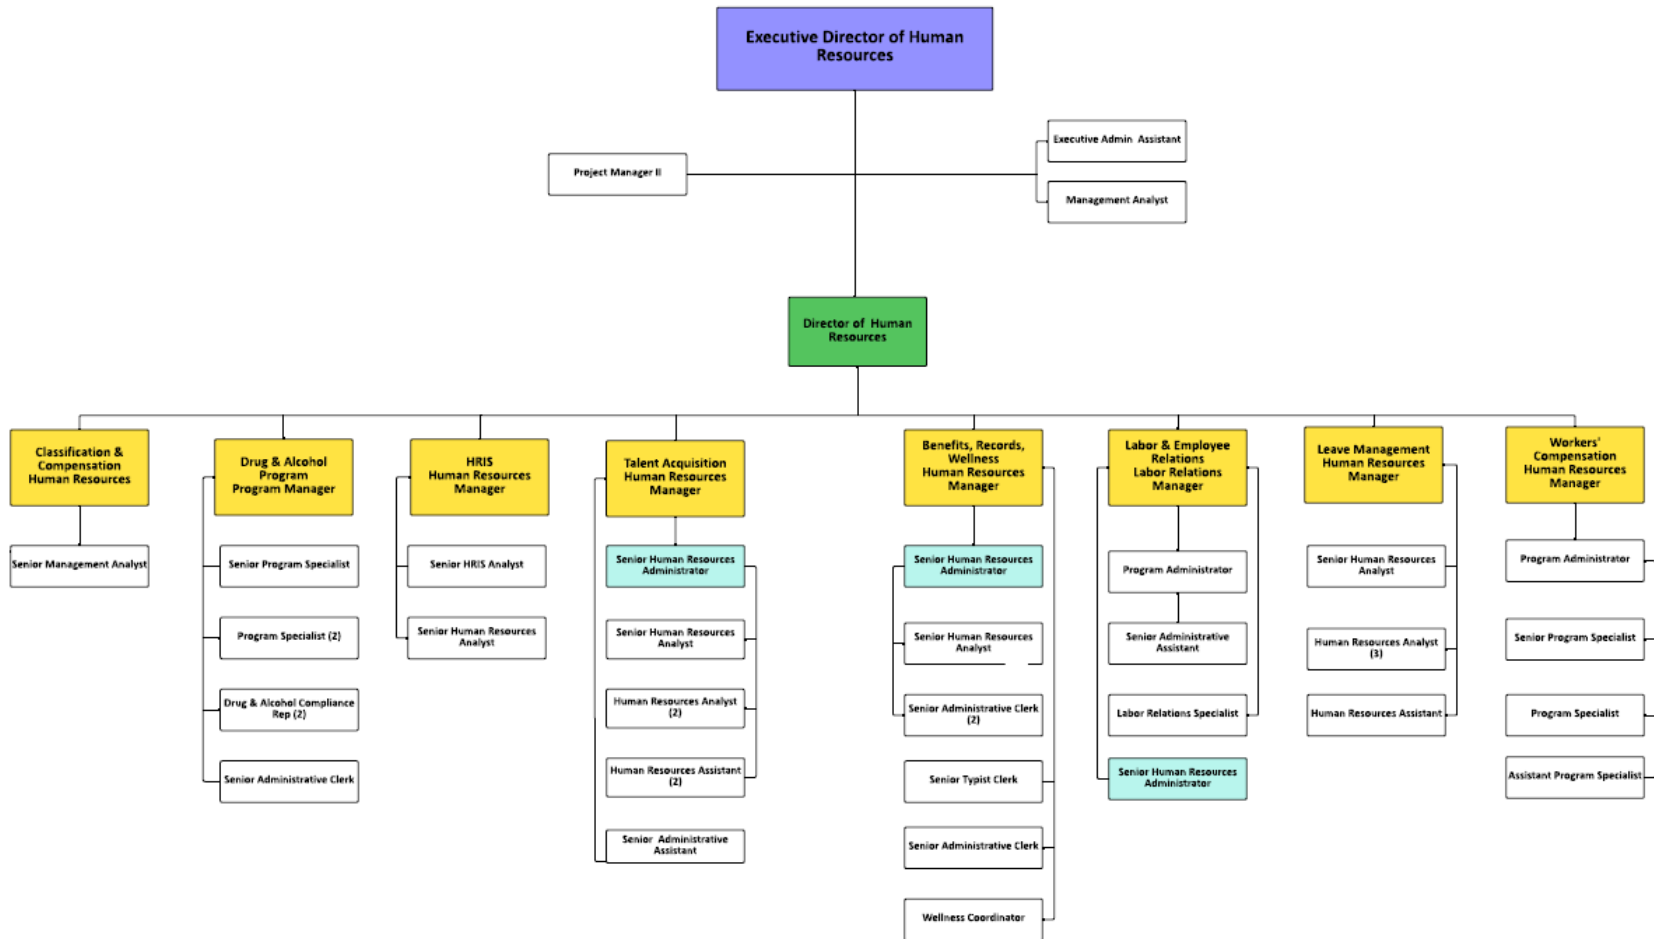 Executive Director of Human
Resources
Executive Admin Assistant
Project Manager II
Management Analyst
Director of Human
Resources
Classification &
Compensation
Human Resources
Senior Management Analyst
Drug & Alcohol
Program
Program Manager
Senior Program Specialist
Program Specialist (2)
Drug & Alcohol Compliance
Rep (2)
Senior Administrative Clerk
HRIS
Human Resources
Manager
Senior HRIS Analyst
Senior Human Resources
Analyst
Talent Acquisition
Human Resources
Manager
Senior Human Resources
Administrator
Senior Human Resources
Analyst
Human Resources Analyst
(2)
Human Resources Assistant
(2)
Senior Administrative
Assistant
Benefits, Records,
Wellness
Human Resources
Manager
Senior Human Resources
Administrator
Senior Human Resources
Analyst
Senior Administrative Clerk
(2)
Senior Typist Clerk
Senior Administrative Clerk
Wellness Coordinator
Labor & Employee
Relations
Labor Relations
Manager
Program Administrator
Senior Administrative
Assistant
Labor Relations Specialist
Senior Human Resources
Administrator
Leave Management
Human Resources
Manager
Senior Human Resources
Analyst
Human Resources Analyst
(3)
Human Resources Assistant
Workers'
Compensation
Human Resources
Manager
Program Administrator
Senior Program Specialist
Program Specialist
Assistant Program Specialist